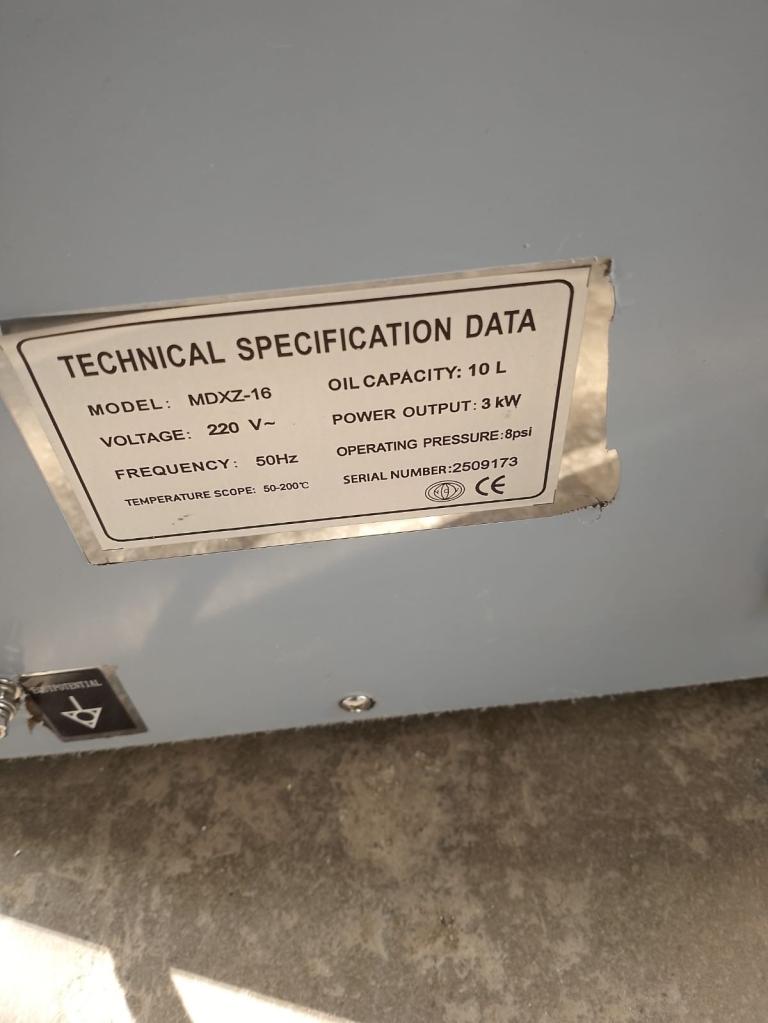 TECHNICAL SPECIFICATION DATA
MODEL: MDXZ-16
VOLTAGE: 220 V~
FREQUENCY: 50Hz
TEMPERATURE SCOPE: 50-200℃
OIL CAPACITY: 10 L
POWER OUTPUT: 3 kW
OPERATING PRESSURE:8psi
SERIAL NUMBER:2509173
CE
EQUIPOTENTIAL